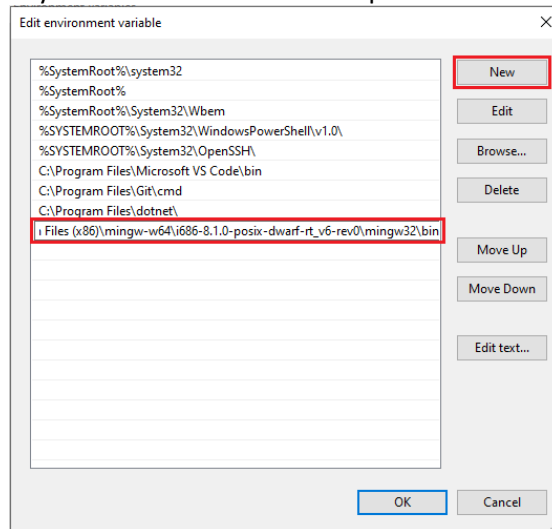 Edit environment variable
%SystemRoot%\system32
%SystemRoot%
%SystemRoot%\System32\Wbem
%SYSTEMROOT%\System32\WindowsPowerShell\v1.0\
%SYSTEMROOT%\System32\OpenSSH\
C:\Program Files\Microsoft VS Code\bin
C:\Program Files\Git\cmd
C:\Program Files\dotnet\
Files (x86)\mingw-w64\i686-8.1.0-posix-dwarf-rt_v6-rev0\mingw32\bin
New
Edit
Browse...
Delete
Move Up
Move Down
Edit text...
OK
Cancel